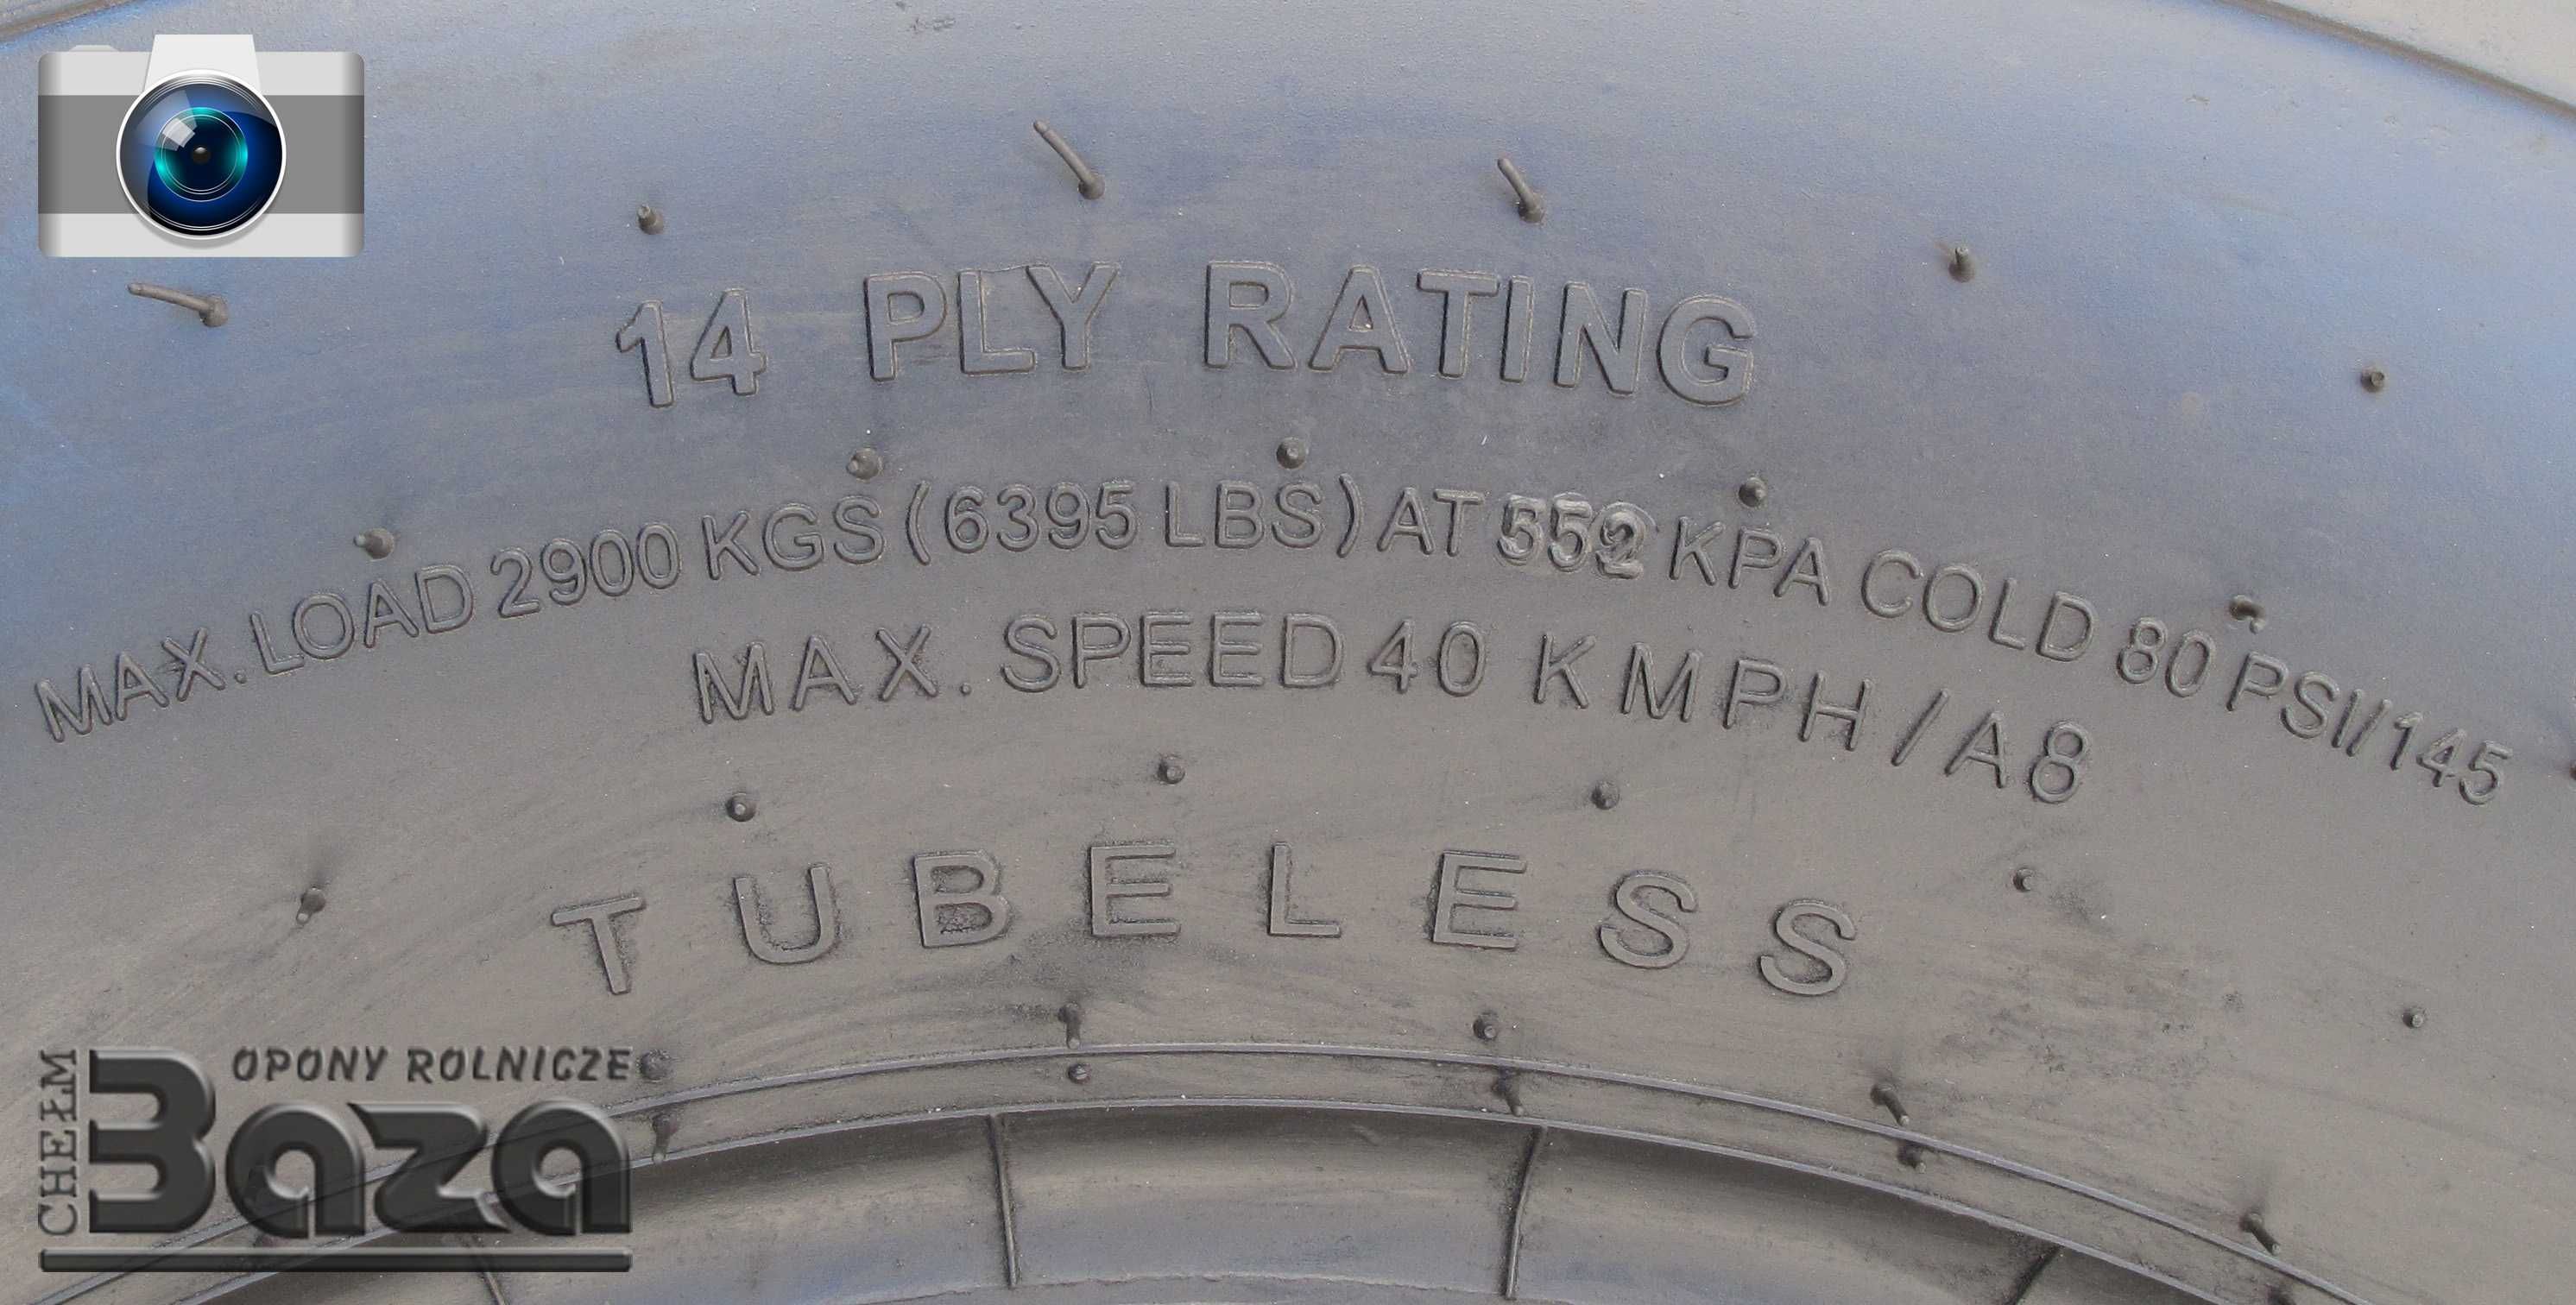 14 PLY RATING
MAX. LOAD 2900 KGS (6395 LBS) AT 552 KPA COLD 80 PSI/145
MAX. SPEED 40 KMPH /A8
TUBELESS
CHEŁM
OPONY ROLNICZE
Baza